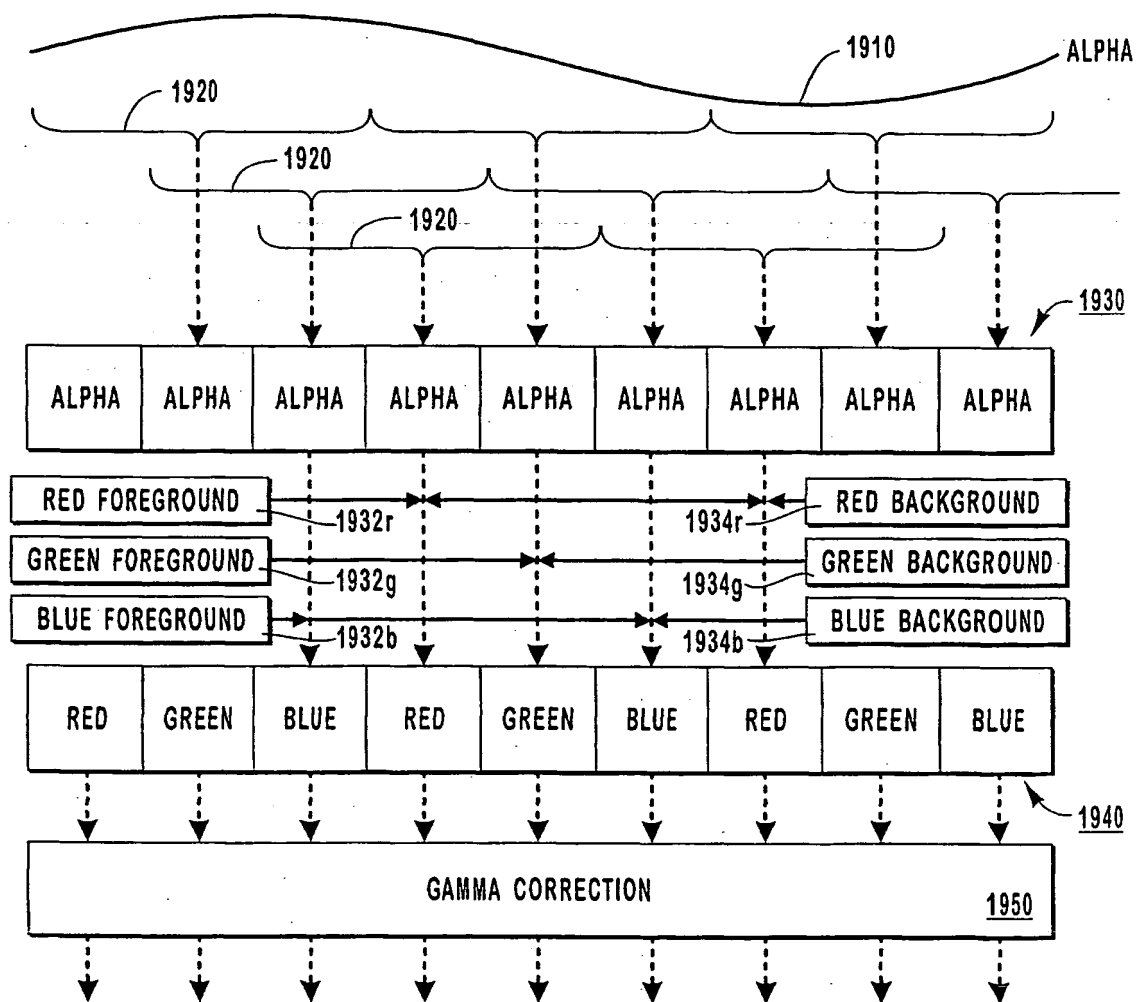 1910
ALPHA
1920
1920
1920
1930
ALPHA ALPHA ALPHA ALPHA ALPHA ALPHA ALPHA ALPHA ALPHA
RED FOREGROUND 1932r 1934r RED BACKGROUND
GREEN FOREGROUND 1932g 1934g GREEN BACKGROUND
BLUE FOREGROUND 1932b 1934b BLUE BACKGROUND
RED GREEN BLUE RED GREEN BLUE RED GREEN BLUE
1940
GAMMA CORRECTION
1950